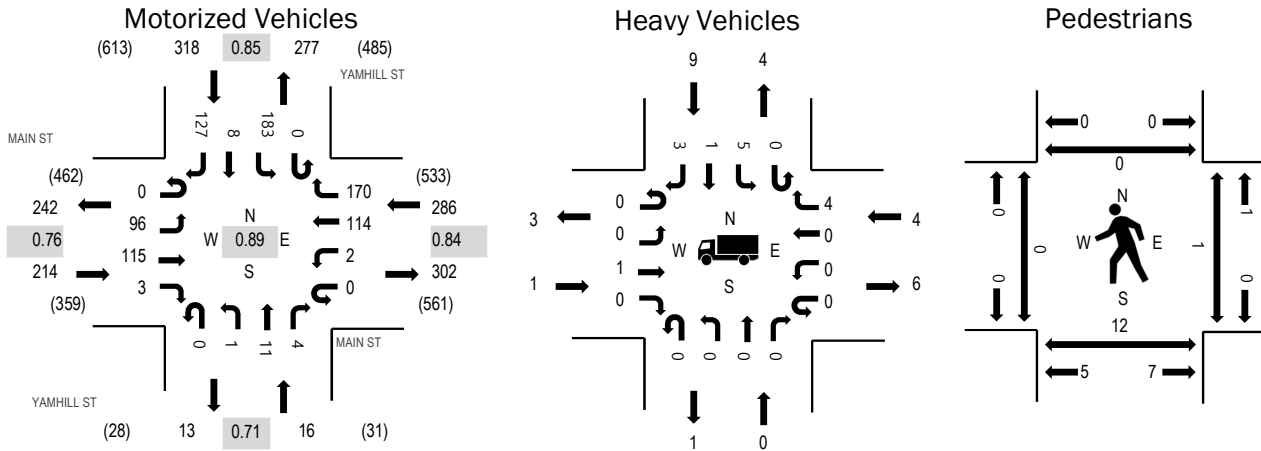 Motorized Vehicles
Heavy Vehicles
Pedestrians
(613) 318 0.85 277 (485)
YAMHILL ST
127 8 183 0
MAIN ST
(462)
242
0.76
214
(359)
0
96
115
3
N
W 0.89 E
S
170
114
2
0
(533)
286
0.84
302
(561)
0 1 11 4
MAIN ST
YAMHILL ST
(28) 13 0.71 16 (31)
9 4
3 1 5 0
3
1
0
0
1
0
N
W E
S
4
0
0
0
4
6
0 0 0 0
1 0
0 0
0
0
0
0
N
W E
S
1
1
0
12
5 7